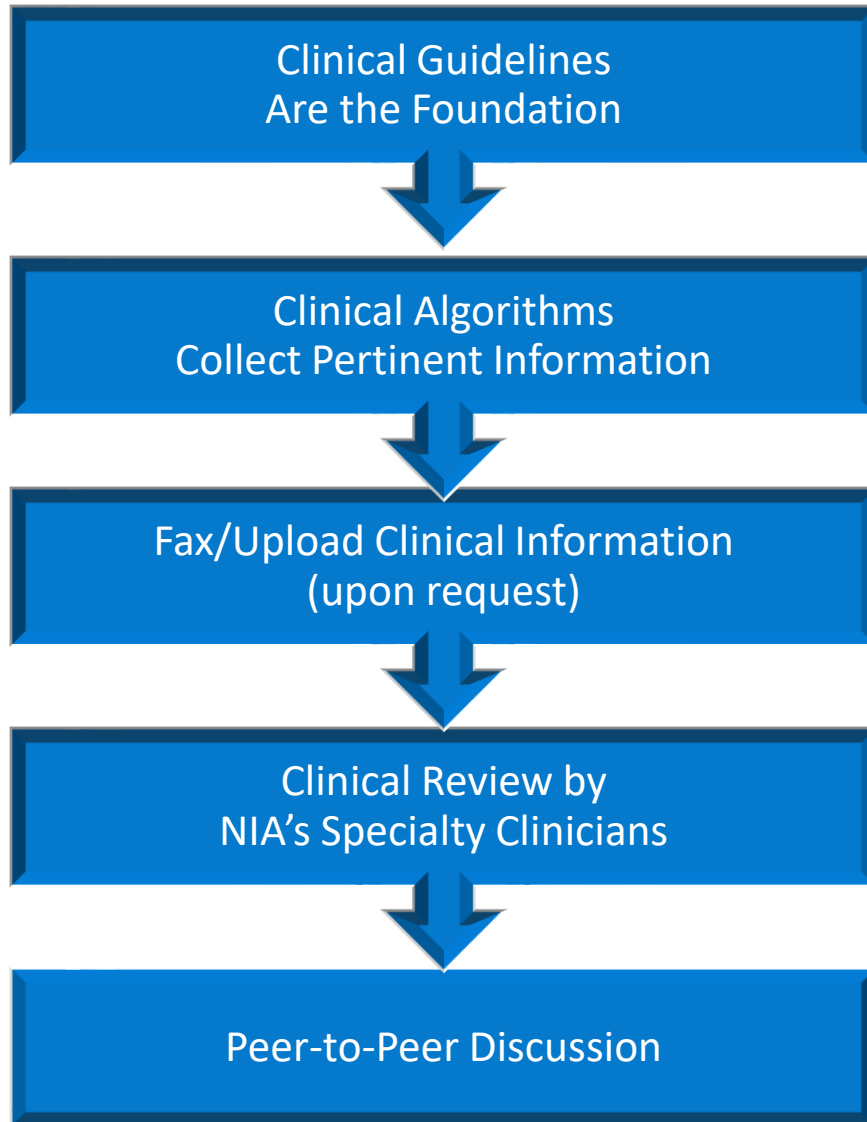 Clinical Guidelines
Are the Foundation
Clinical Algorithms
Collect Pertinent Information
Fax/Upload Clinical Information
(upon request)
Clinical Review by
NIA’s Specialty Clinicians
Peer-to-Peer Discussion